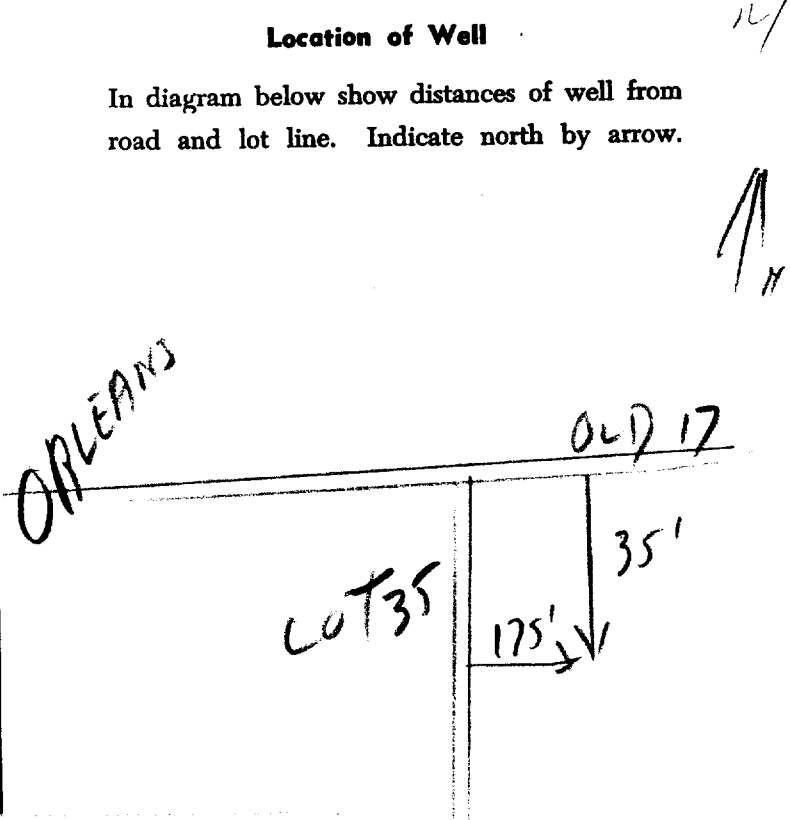 Location of Well
In diagram below show distances of well from
road and lot line. Indicate north by arrow.
N
ORLEANS
OLD 17
35'
LOT 35
175'